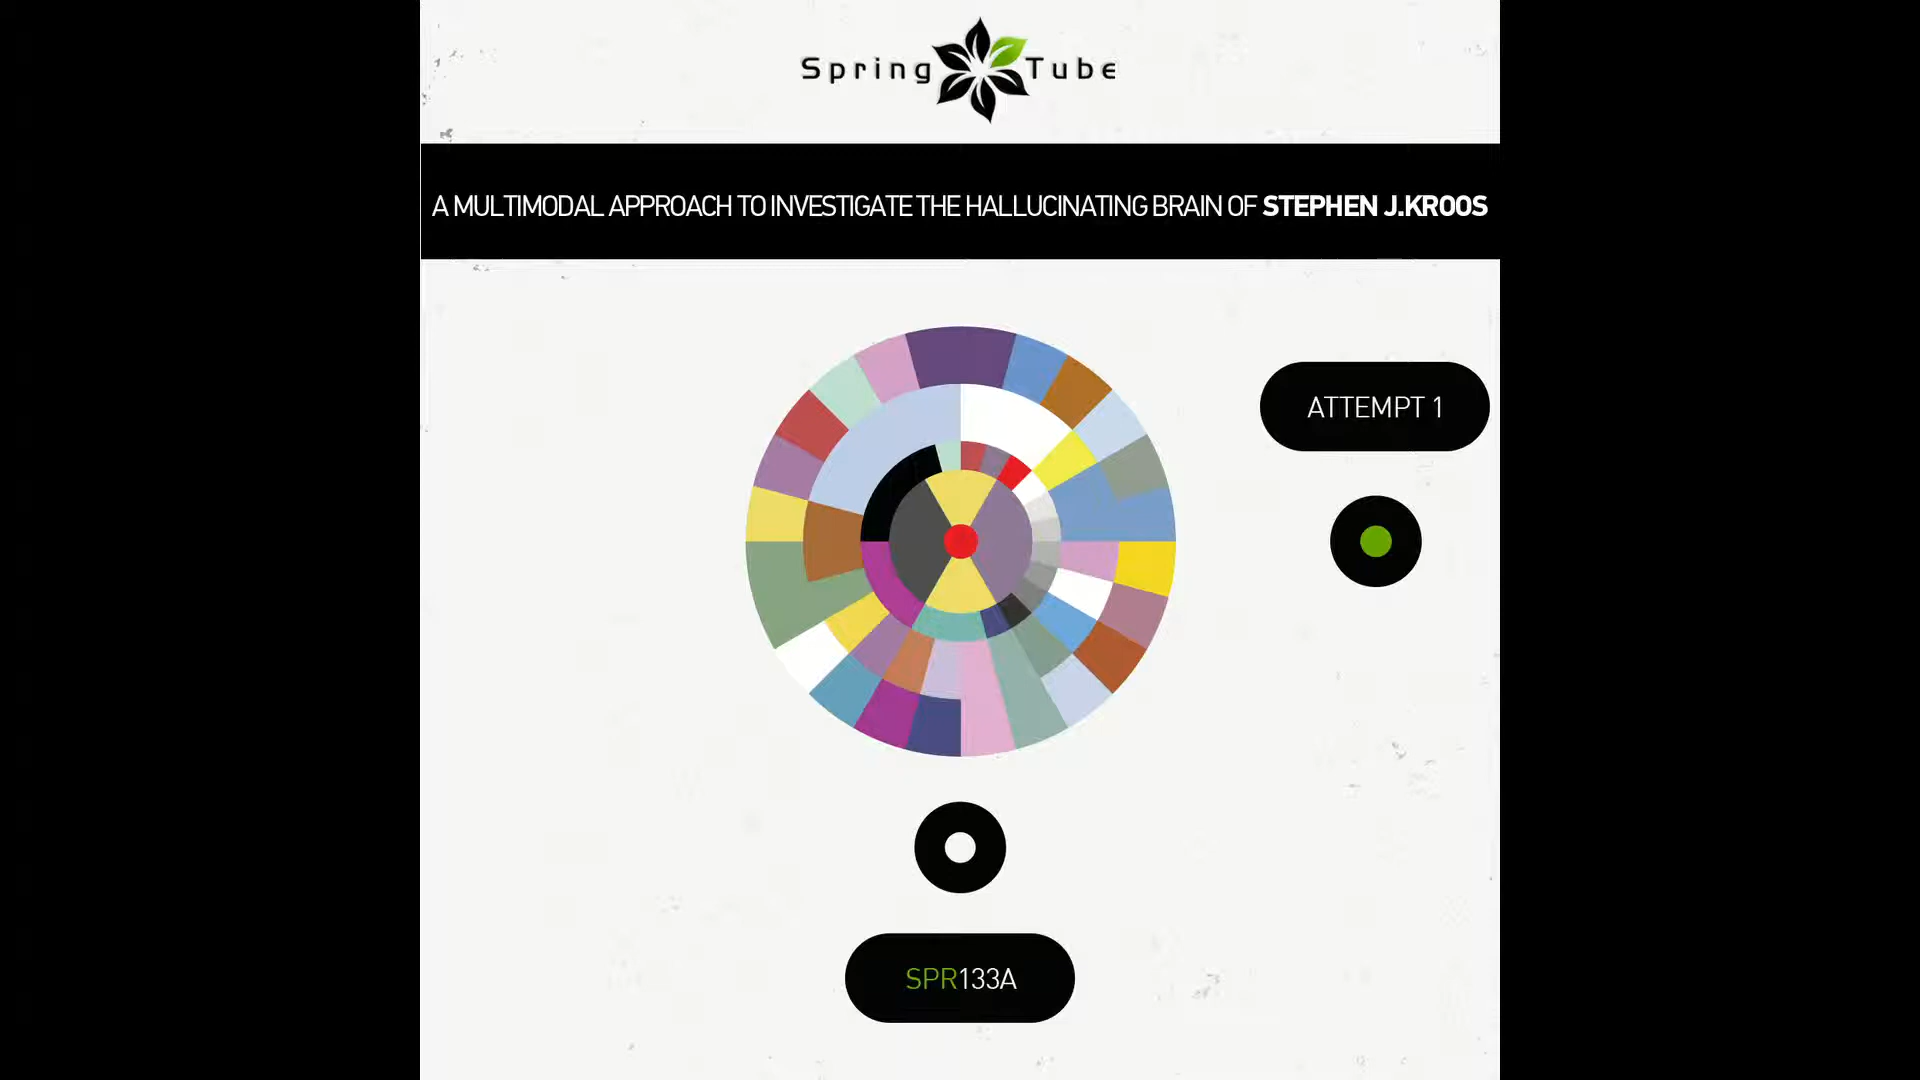 Spring Tube
A MULTIMODAL APPROACH TO INVESTIGATE THE HALLUCINATING BRAIN OF STEPHEN J.KROOS
ATTEMPT 1
SPR133A